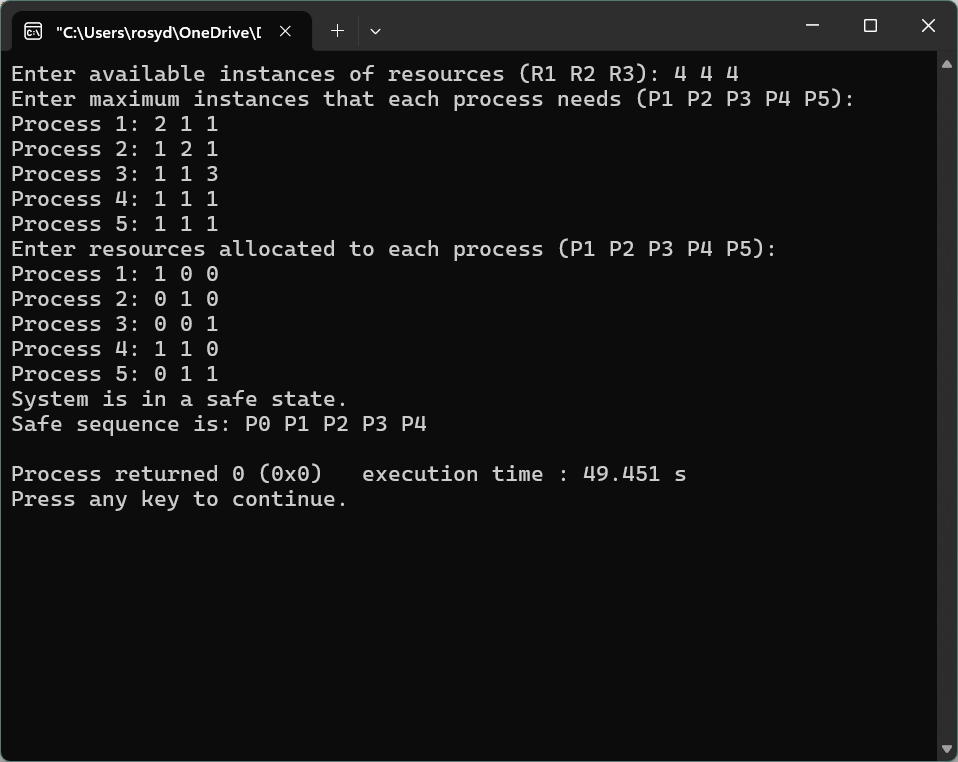 "C:\Users\rosyd\OneDrive\[
Enter available instances of resources (R1 R2 R3): 4 4 4
Enter maximum instances that each process needs (P1 P2 P3 P4 P5):
Process 1: 2 1 1
Process 2: 1 2 1
Process 3: 1 1 3
Process 4: 1 1 1
Process 5: 1 1 1
Enter resources allocated to each process (P1 P2 P3 P4 P5):
Process 1: 1 0 0
Process 2: 0 1 0
Process 3: 0 0 1
Process 4: 1 1 0
Process 5: 0 1 1
System is in a safe state.
Safe sequence is: P0 P1 P2 P3 P4
Process returned 0 (0x0)   execution time : 49.451 s
Press any key to continue.